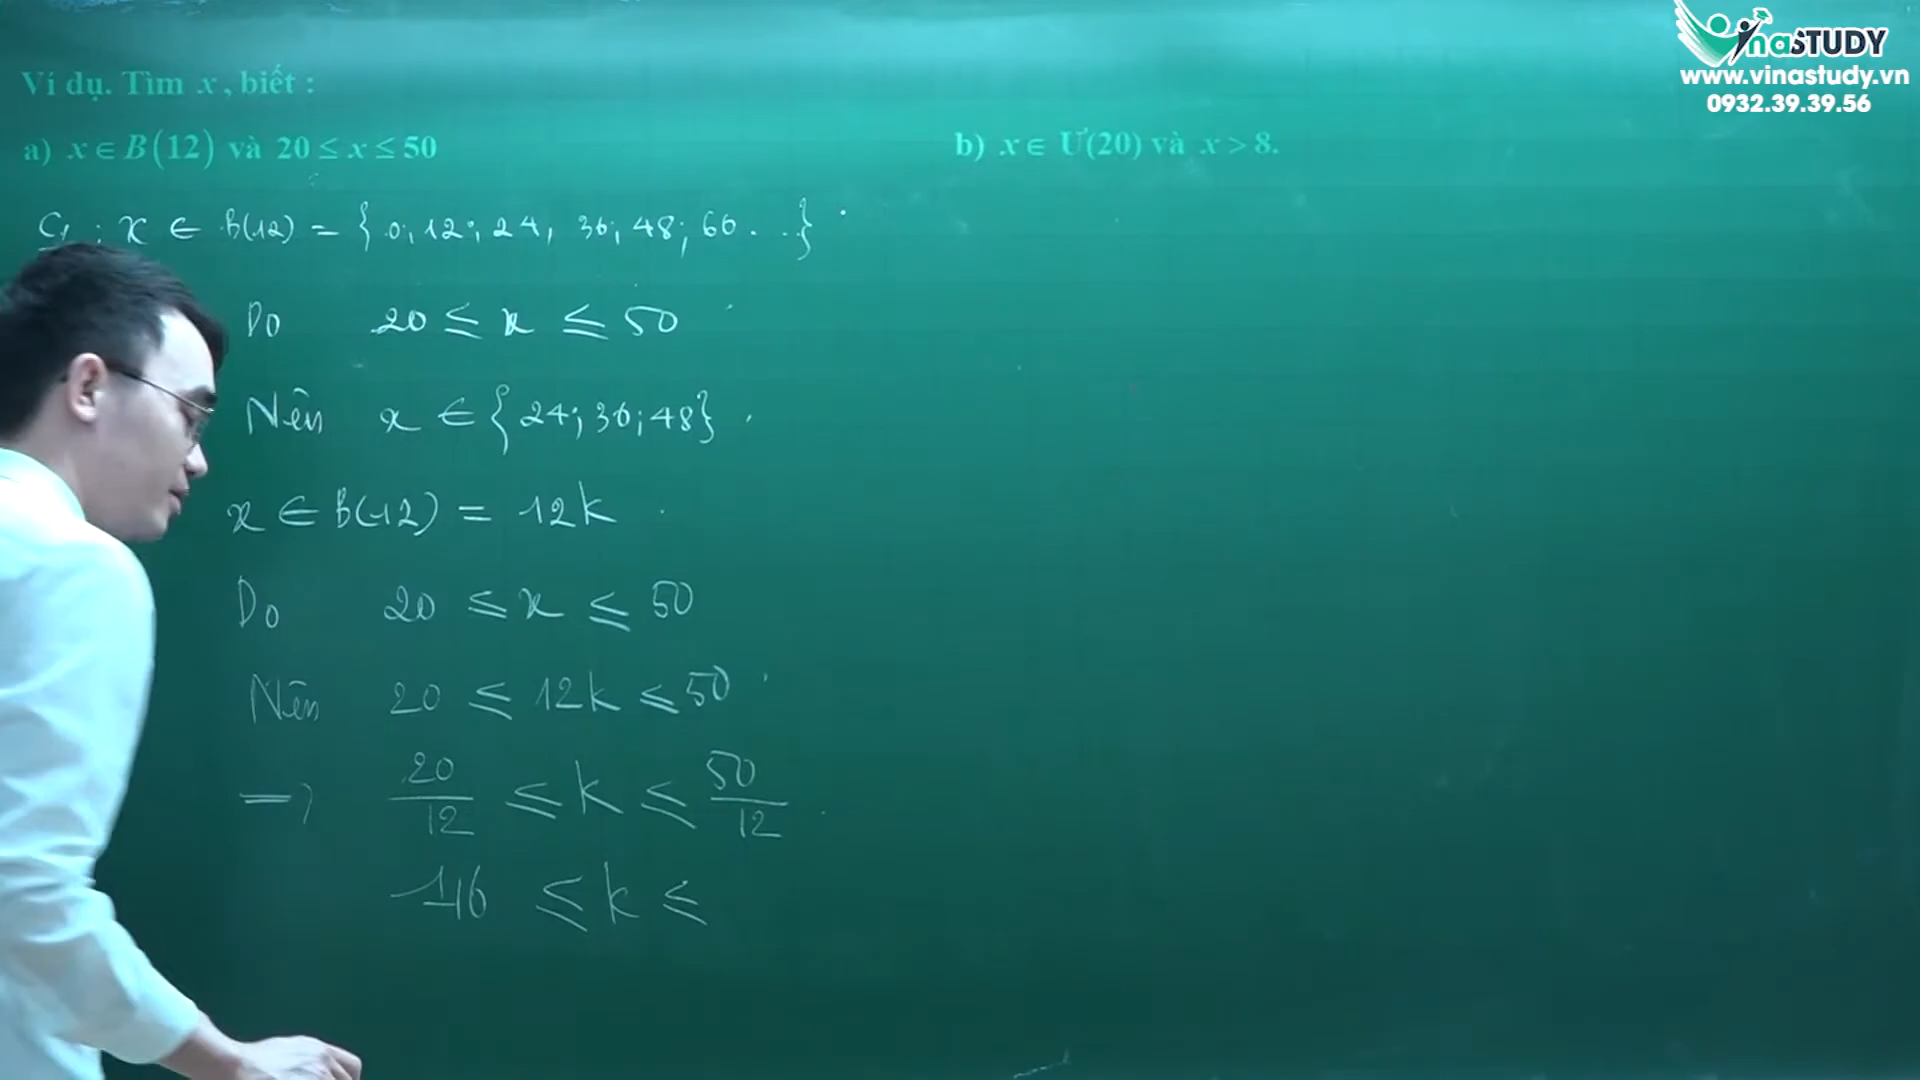 VinaSTUDY
www.vinastudy.vn
0932.39.39.56
Ví dụ. Tìm x, biết :
a) x ∈ B(12) và 20 ≤ x ≤ 50
b) x ∈ Ư(20) và x > 8.
C1 : x ∈ B(12) = { 0; 12; 24, 36; 48; 60 ... }
Do 20 ≤ x ≤ 50
Nên x ∈ { 24; 36; 48 }
x ∈ B(12) = 12k
Do 20 ≤ x ≤ 50
Nên 20 ≤ 12k ≤ 50
=> 20/12 ≤ k ≤ 50/12
1,6 ≤ k ≤